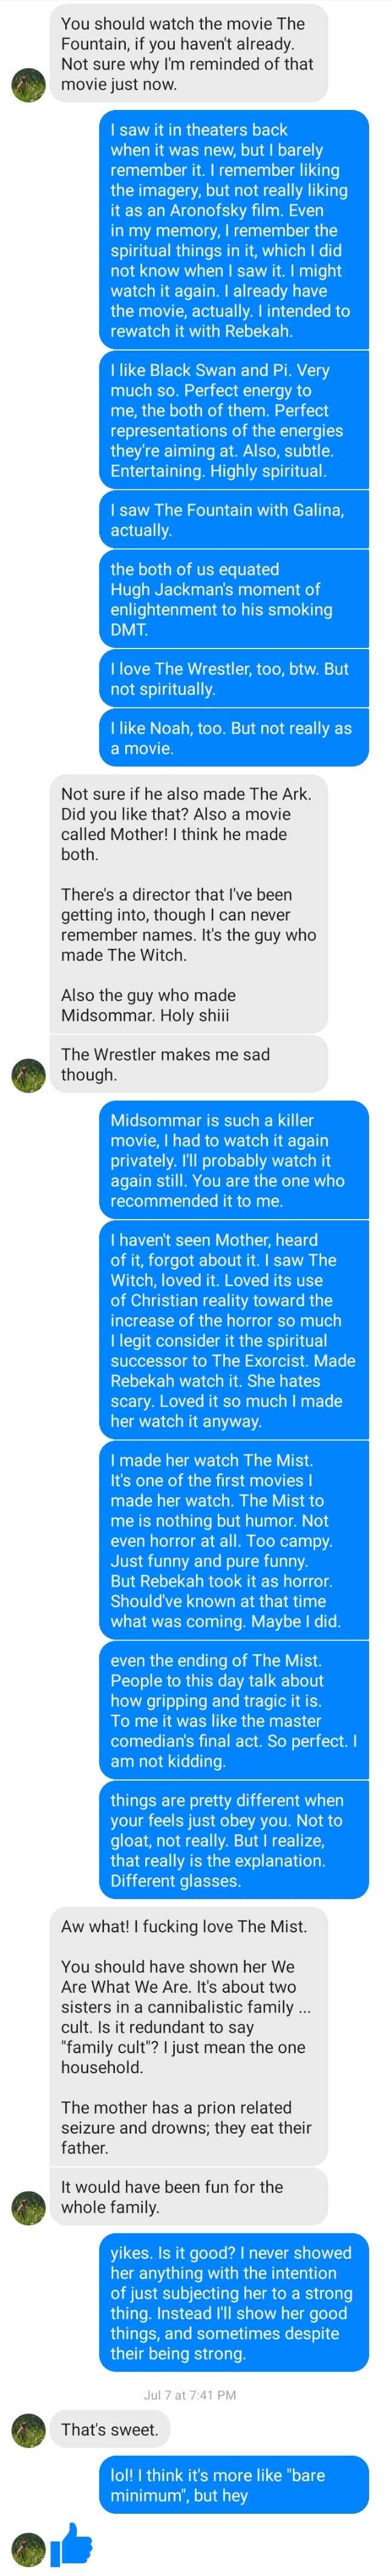 You should watch the movie The
Fountain, if you haven't already.
Not sure why I'm reminded of that
movie just now.
I saw it in theaters back
when it was new, but I barely
remember it. I remember liking
the imagery, but not really liking
it as an Aronofsky film. Even
in my memory, I remember the
spiritual things in it, which I did
not know when I saw it. I might
watch it again. I already have
the movie, actually. I intended to
rewatch it with Rebekah.
I like Black Swan and Pi. Very
much so. Perfect energy to
me, the both of them. Perfect
representations of the energies
they're aiming at. Also, subtle.
Entertaining. Highly spiritual.
I saw The Fountain with Galina,
actually.
the both of us equated
Hugh Jackman's moment of
enlightenment to his smoking
DMT.
I love The Wrestler, too, btw. But
not spiritually.
I like Noah, too. But not really as
a movie.
Not sure if he also made The Ark.
Did you like that? Also a movie
called Mother! I think he made
both.
There's a director that I've been
getting into, though I can never
remember names. It's the guy who
made The Witch.
Also the guy who made
Midsommar. Holy shiii
The Wrestler makes me sad
though.
Midsommar is such a killer
movie, I had to watch it again
privately. I'll probably watch it
again still. You are the one who
recommended it to me.
I haven't seen Mother, heard
of it, forgot about it. I saw The
Witch, loved it. Loved its use
of Christian reality toward the
increase of the horror so much
I legit consider it the spiritual
successor to The Exorcist. Made
Rebekah watch it. She hates
scary. Loved it so much I made
her watch it anyway.
I made her watch The Mist.
It's one of the first movies I
made her watch. The Mist to
me is nothing but humor. Not
even horror at all. Too campy.
Just funny and pure funny.
But Rebekah took it as horror.
Should've known at that time
what was coming. Maybe I did.
even the ending of The Mist.
People to this day talk about
how gripping and tragic it is.
To me it was like the master
comedian's final act. So perfect. I
am not kidding.
things are pretty different when
your feels just obey you. Not to
gloat, not really. But I realize,
that really is the explanation.
Different glasses.
Aw what! I fucking love The Mist.
You should have shown her We
Are What We Are. It's about two
sisters in a cannibalistic family ...
cult. Is it redundant to say
"family cult"? I just mean the one
household.
The mother has a prion related
seizure and drowns; they eat their
father.
It would have been fun for the
whole family.
yikes. Is it good? I never showed
her anything with the intention
of just subjecting her to a strong
thing. Instead I'll show her good
things, and sometimes despite
their being strong.
Jul 7 at 7:41 PM
That's sweet.
lol! I think it's more like "bare
minimum", but hey